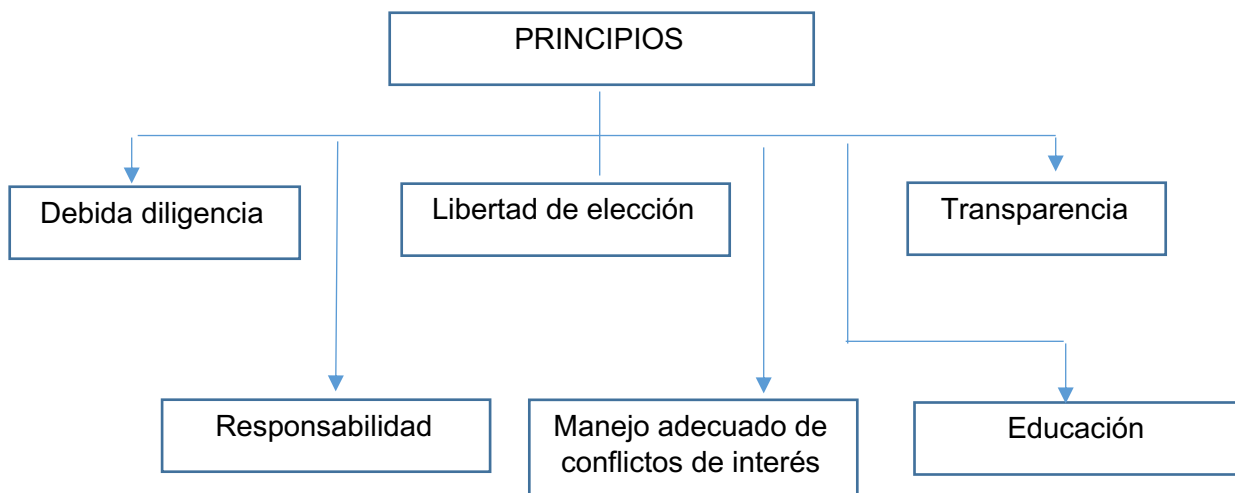 PRINCIPIOS
Debida diligencia
Libertad de elección
Transparencia
Responsabilidad
Manejo adecuado de
conflictos de interés
Educación